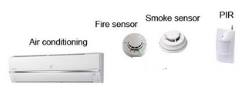 PIR
Smoke sensor
Fire sensor
Air conditioning